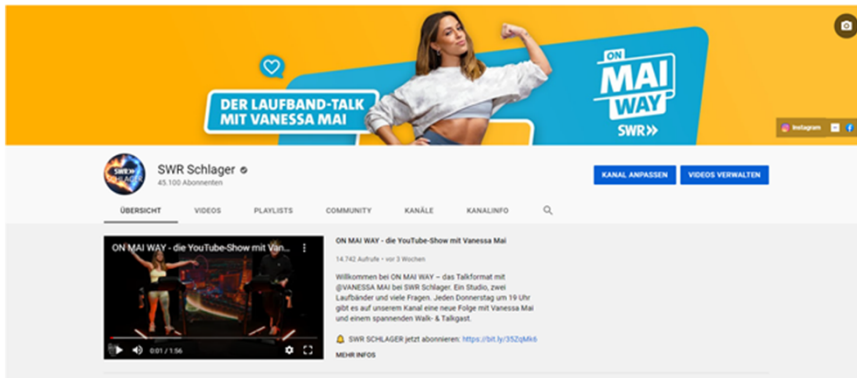 DER LAUFBAND-TALK
MIT VANESSA MAI
ON
MAI
WAY
SWR»
Instagram
SWR Schlager
45.100 Abonnenten
KANAL ANPASSEN
VIDEOS VERWALTEN
ÜBERSICHT
VIDEOS
PLAYLISTS
COMMUNITY
KANÄLE
KANALINFO
ON MAI WAY - die YouTube-Show mit Van...
0:01 / 1:56
ON MAI WAY - die YouTube-Show mit Vanessa Mai
14.742 Aufrufe • vor 3 Wochen
Willkommen bei ON MAI WAY – das Talkformat mit
@VANESSA MAI bei SWR Schlager. Ein Studio, zwei
Laufbänder und viele Fragen. Jeden Donnerstag um 19 Uhr
gibt es auf unserem Kanal eine neue Folge mit Vanessa Mai
und einem spannenden Walk- & Talkgast.
SWR SCHLAGER jetzt abonnieren: https://bit.ly/35ZqMk6
MEHR INFOS